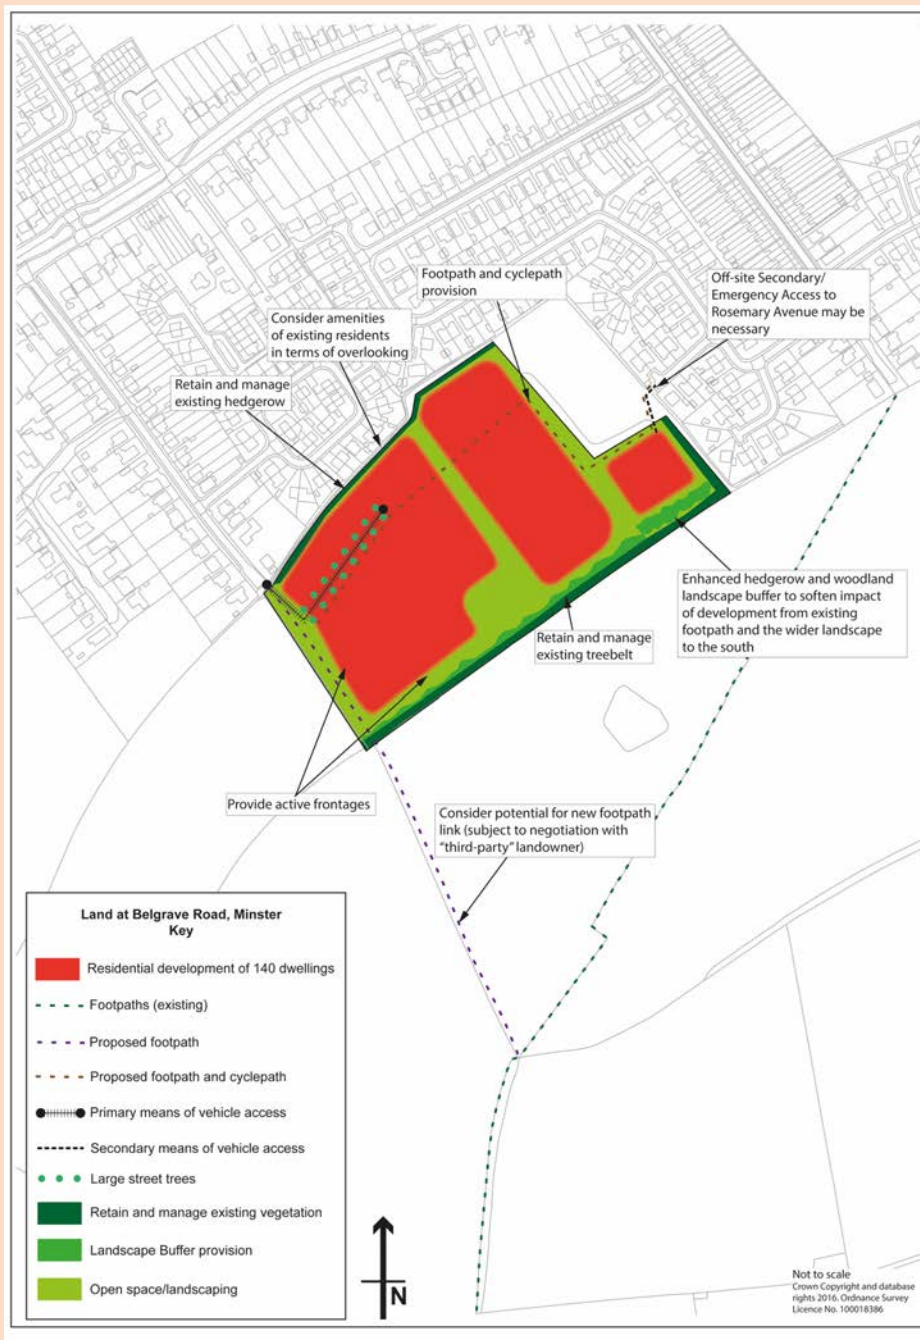 Footpath and cyclepath
provision
Off-site Secondary/
Emergency Access to
Rosemary Avenue may be
necessary
Consider amenities
of existing residents
in terms of overlooking
Retain and manage
existing hedgerow
Enhanced hedgerow and woodland
landscape buffer to soften impact
of development from existing
footpath and the wider landscape
to the south
Retain and manage
existing treebelt
Provide active frontages
Consider potential for new footpath
link (subject to negotiation with
“third-party” landowner)
Land at Belgrave Road, Minster
Key
Residential development of 140 dwellings
Footpaths (existing)
Proposed footpath
Proposed footpath and cyclepath
Primary means of vehicle access
Secondary means of vehicle access
Large street trees
Retain and manage existing vegetation
Landscape Buffer provision
Open space/landscaping
N
Not to scale
Crown Copyright and database
rights 2016. Ordnance Survey
Licence No. 100018386